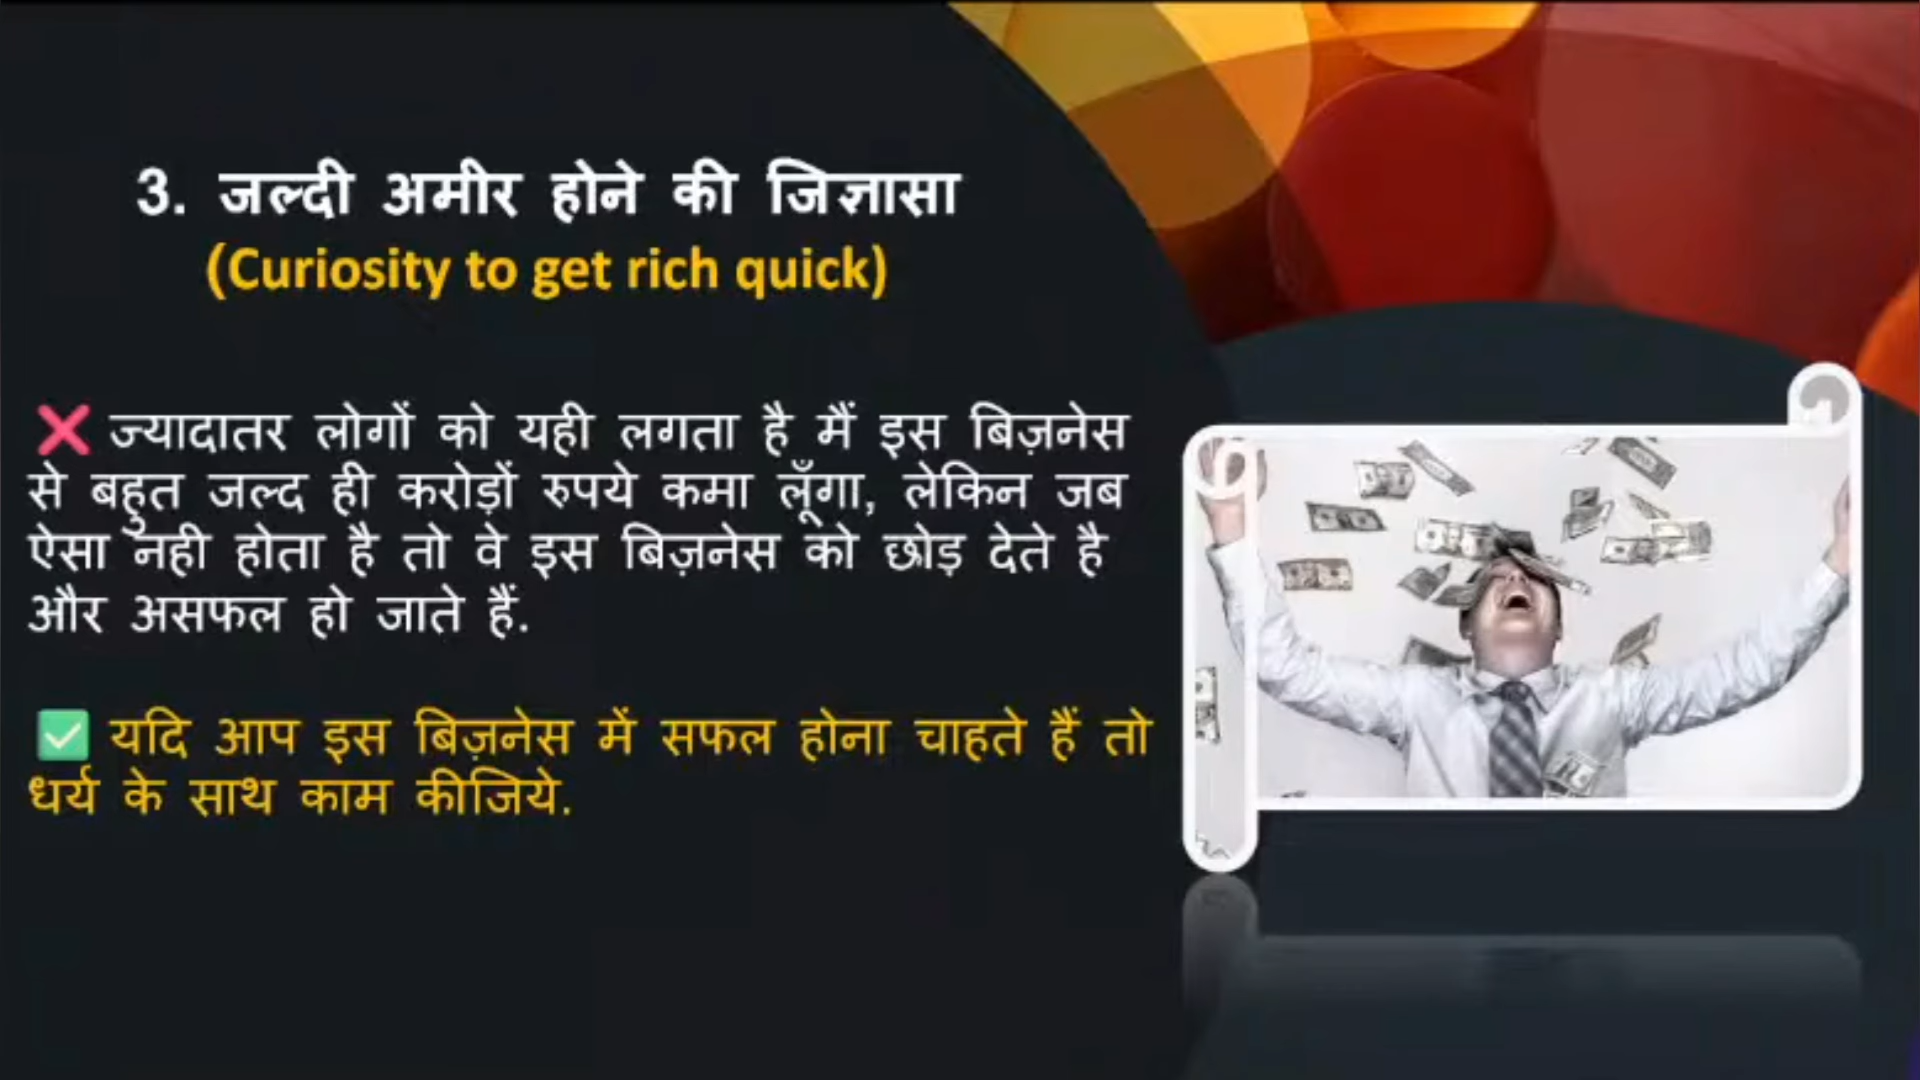 3. जल्दी अमीर होने की जिज्ञासा
(Curiosity to get rich quick)
❌ ज्यादातर लोगों को यही लगता है मैं इस बिज़नेस
से बहुत जल्द ही करोड़ों रुपये कमा लूँगा, लेकिन जब
ऐसा नही होता है तो वे इस बिज़नेस को छोड़ देते है
और असफल हो जाते हैं.
✅ यदि आप इस बिज़नेस में सफल होना चाहते हैं तो
धर्य के साथ काम कीजिये.